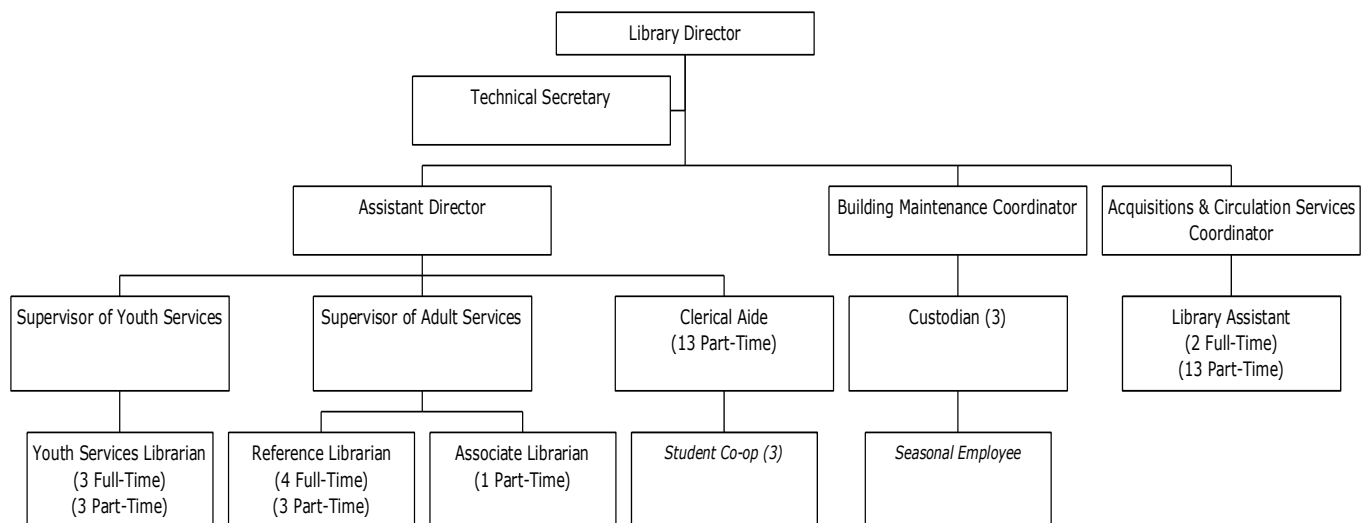 Library Director
Technical Secretary
Assistant Director
Building Maintenance Coordinator
Acquisitions & Circulation Services
Coordinator
Supervisor of Youth Services
Supervisor of Adult Services
Clerical Aide
(13 Part-Time)
Custodian (3)
Library Assistant
(2 Full-Time)
(13 Part-Time)
Youth Services Librarian
(3 Full-Time)
(3 Part-Time)
Reference Librarian
(4 Full-Time)
(3 Part-Time)
Associate Librarian
(1 Part-Time)
Student Co-op (3)
Seasonal Employee